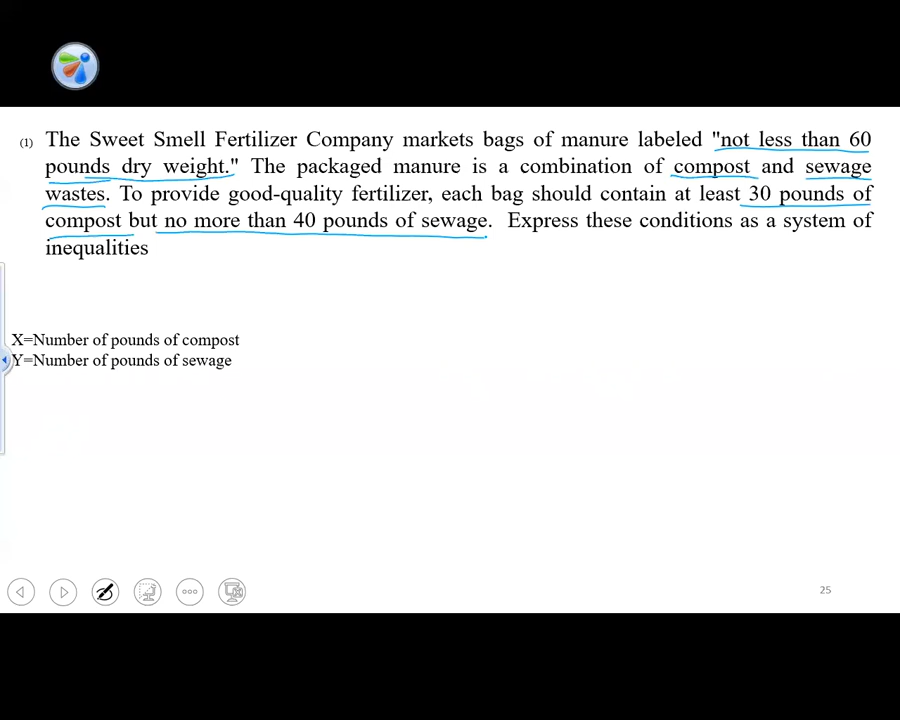 (1) The Sweet Smell Fertilizer Company markets bags of manure labeled "not less than 60
pounds dry weight." The packaged manure is a combination of compost and sewage
wastes. To provide good-quality fertilizer, each bag should contain at least 30 pounds of
compost but no more than 40 pounds of sewage. Express these conditions as a system of
inequalities
X=Number of pounds of compost
Y=Number of pounds of sewage
25